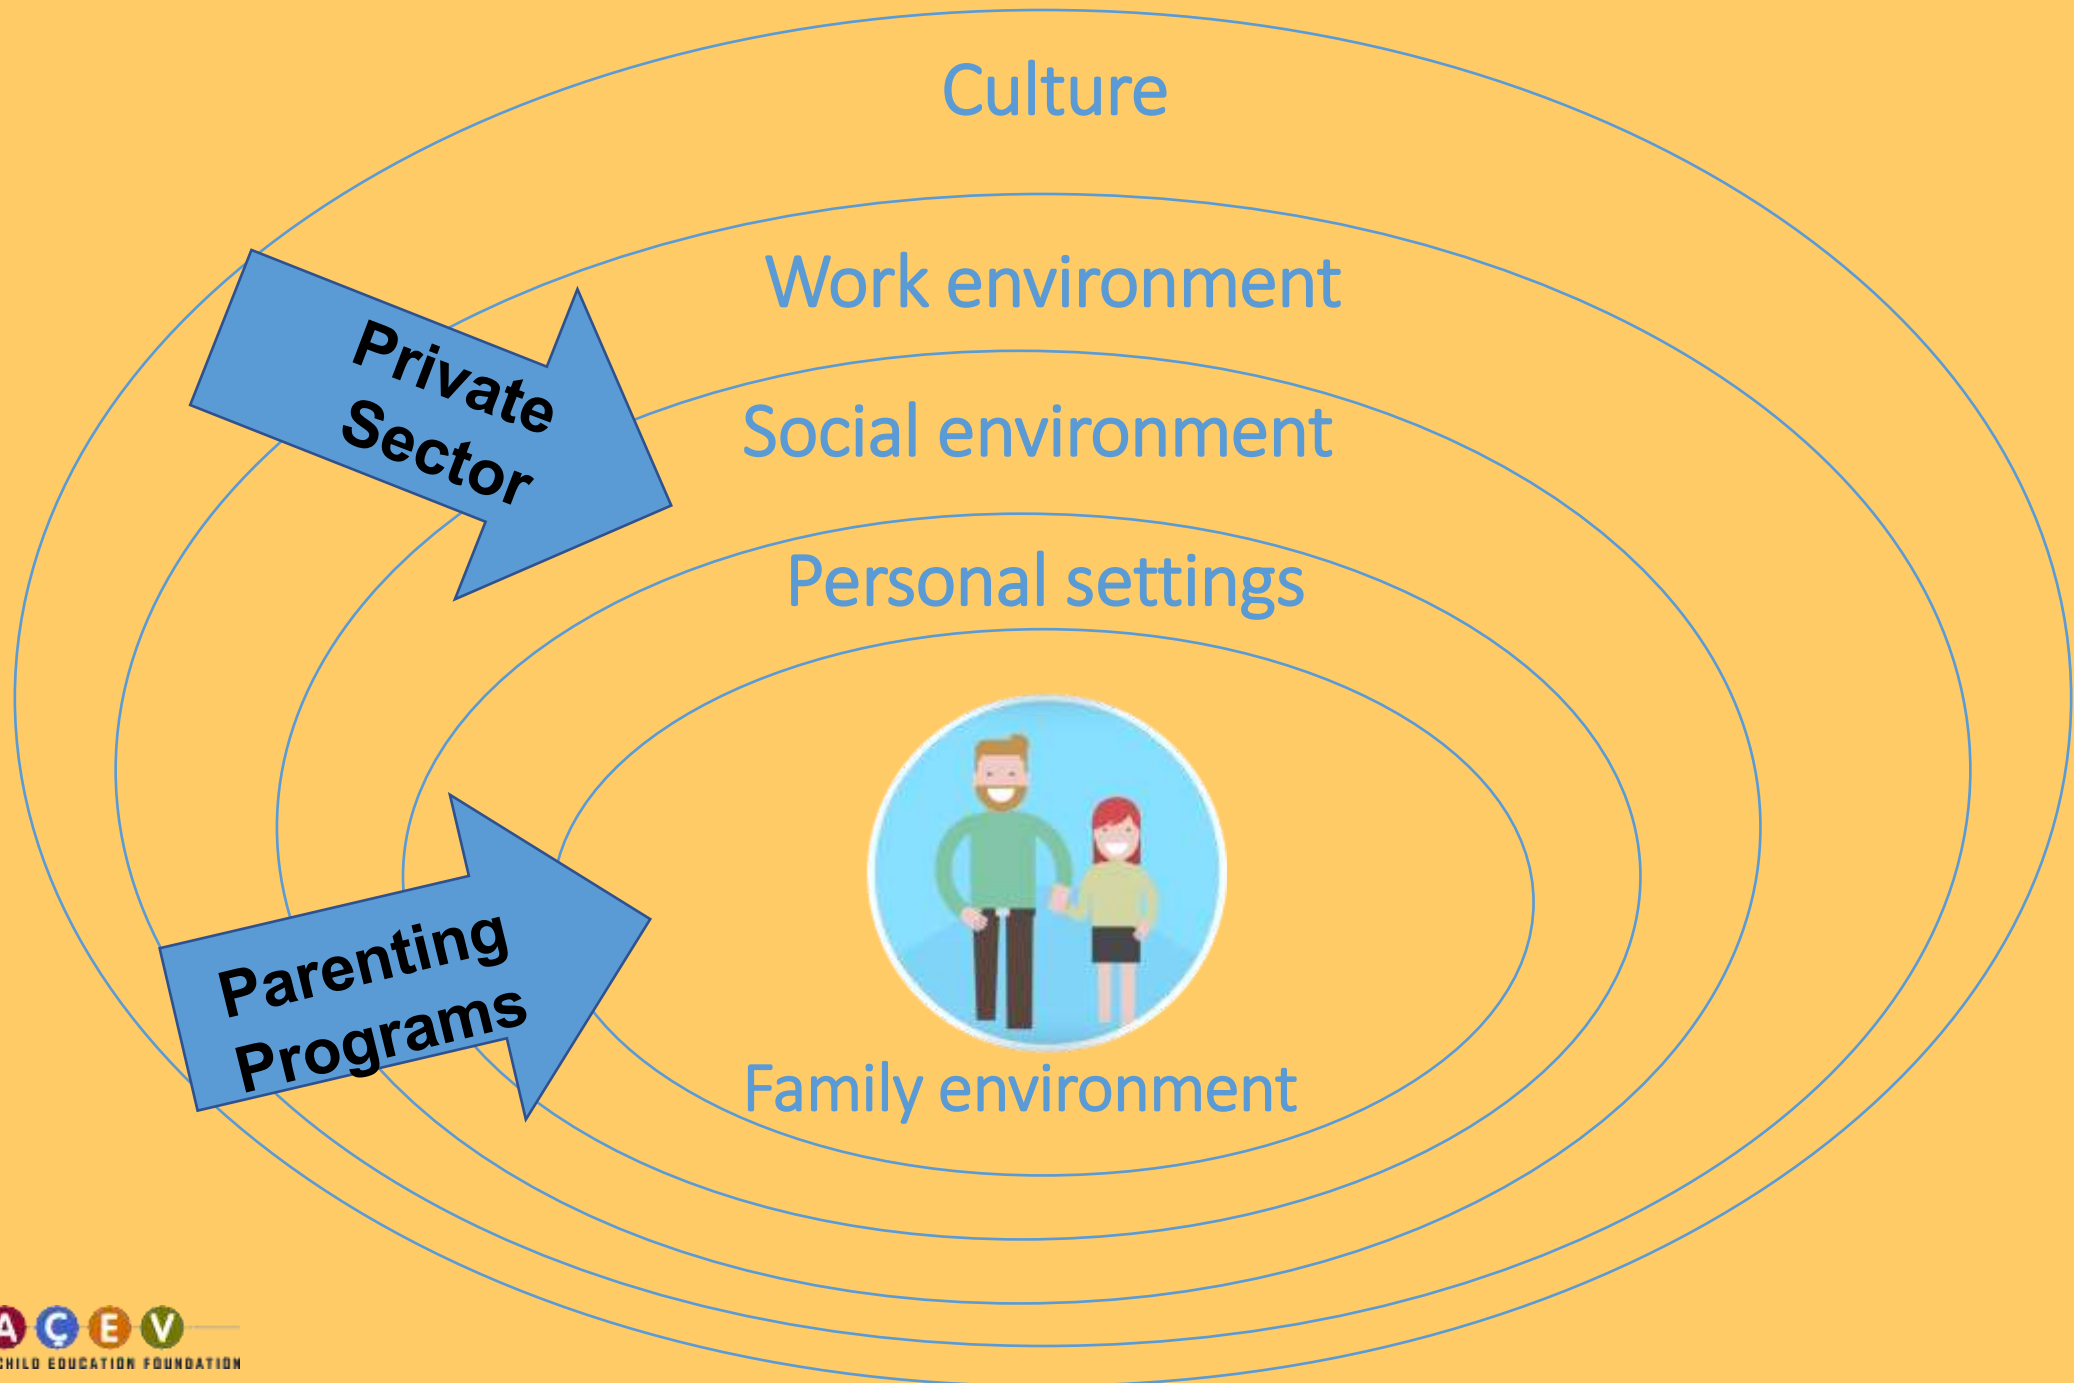 Culture
Work environment
Private
Sector
Social environment
Personal settings
Parenting
Programs
Family environment
AÇEV
CHILD EDUCATION FOUNDATION